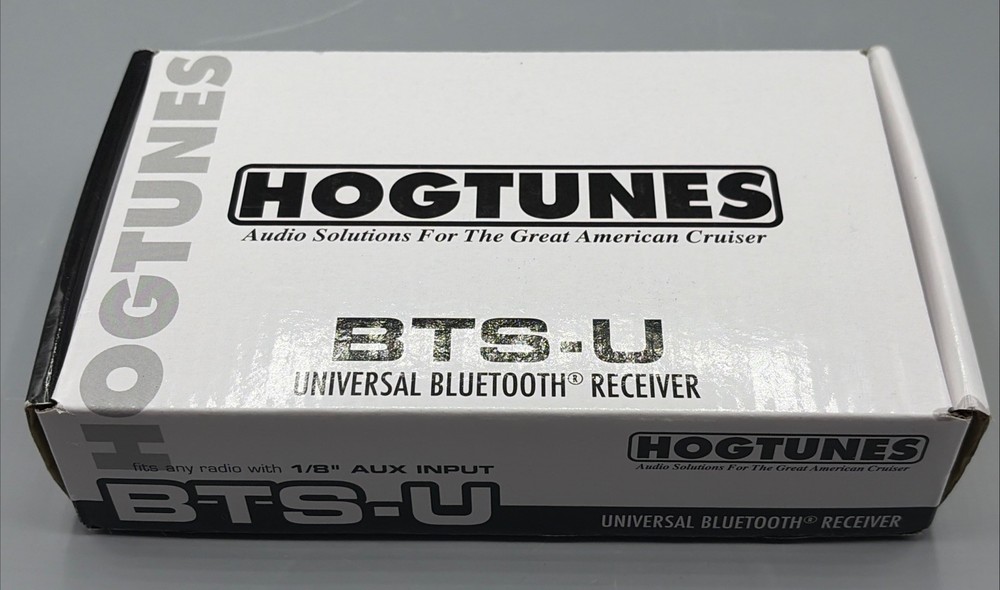 HOGTUNES
HOGTUNES
Audio Solutions For The Great American Cruiser
BTS-U
UNIVERSAL BLUETOOTH® RECEIVER
fits any radio with 1/8" AUX INPUT
BTS-U
HOGTUNES
Audio Solutions For The Great American Cruiser
UNIVERSAL BLUETOOTH® RECEIVER